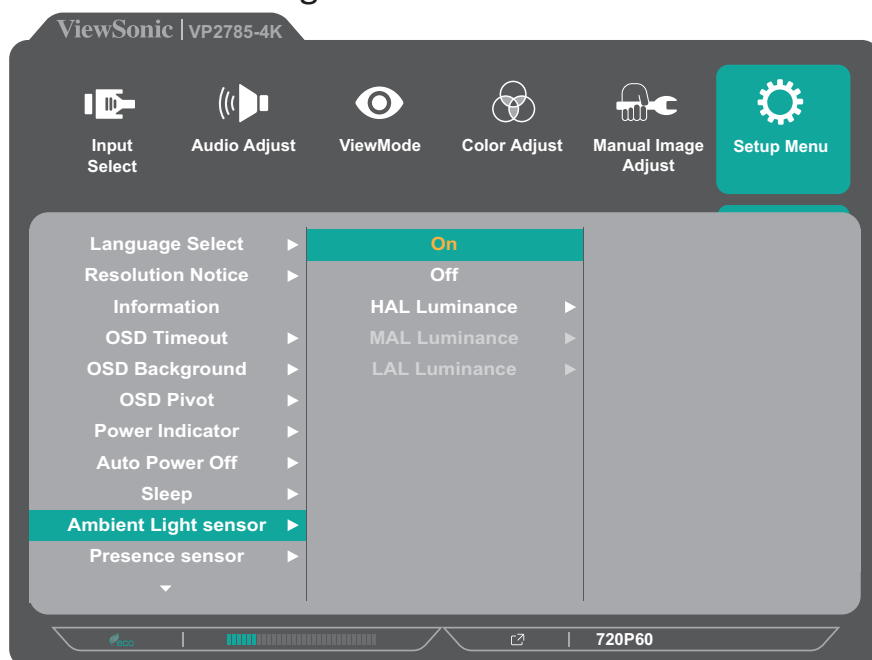 ViewSonic | VP2785-4K
Input
Select
Audio Adjust
ViewMode
Color Adjust
Manual Image
Adjust
Setup Menu
Language Select
Resolution Notice
Information
OSD Timeout
OSD Background
OSD Pivot
Power Indicator
Auto Power Off
Sleep
Ambient Light sensor
Presence sensor
On
Off
HAL Luminance
MAL Luminance
LAL Luminance
eco
720P60